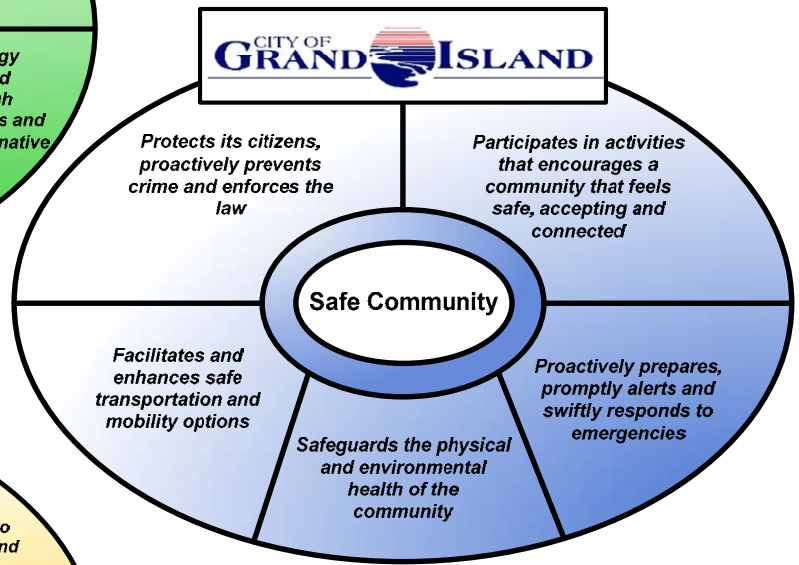 CITY OF
GRAND ISLAND
Protects its citizens,
proactively prevents
crime and enforces the
law
Participates in activities
that encourages a
community that feels
safe, accepting and
connected
Safe Community
Facilitates and
enhances safe
transportation and
mobility options
Safeguards the physical
and environmental
health of the
community
Proactively prepares,
promptly alerts and
swiftly responds to
emergencies